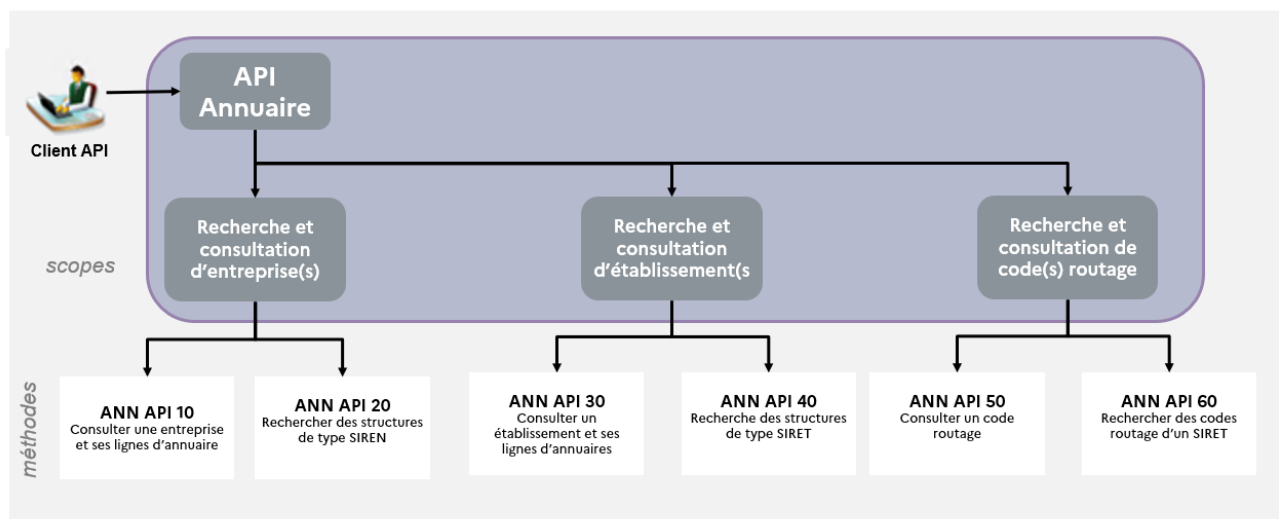 API
Annuaire
Client API
Recherche et
consultation
d'entreprise(s)
Recherche et
consultation
d'établissement(s
Recherche et
consultation de
code(s) routage
scopes
méthodes
ANN API 10
Consulter une entreprise
et ses lignes d'annuaire
ANN API 20
Rechercher des structures
de type SIREN
ANN API 30
Consulter un
établissement et ses
lignes d'annuaires
ANN API 40
Recherche des structures
de type SIRET
ANN API 50
Consulter un code
routage
ANN API 60
Rechercher des codes
routage d'un SIRET